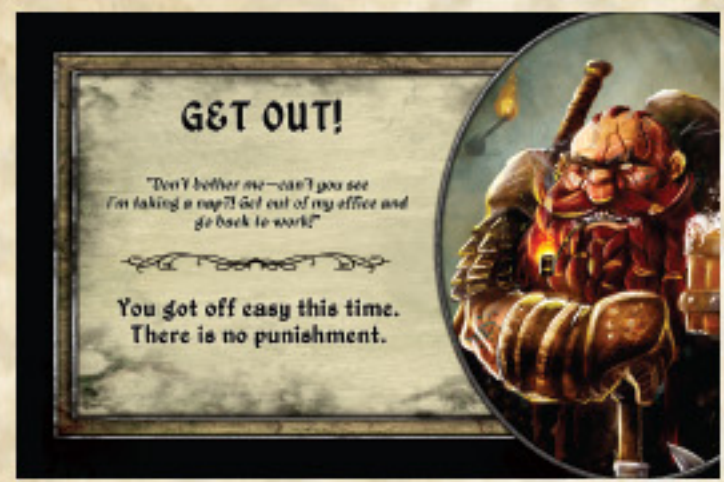 GET OUT!
"Don't bother me—can't you see
I'm taking a nap?! Get out of my office and
go back to work!"
You got off easy this time.
There is no punishment.